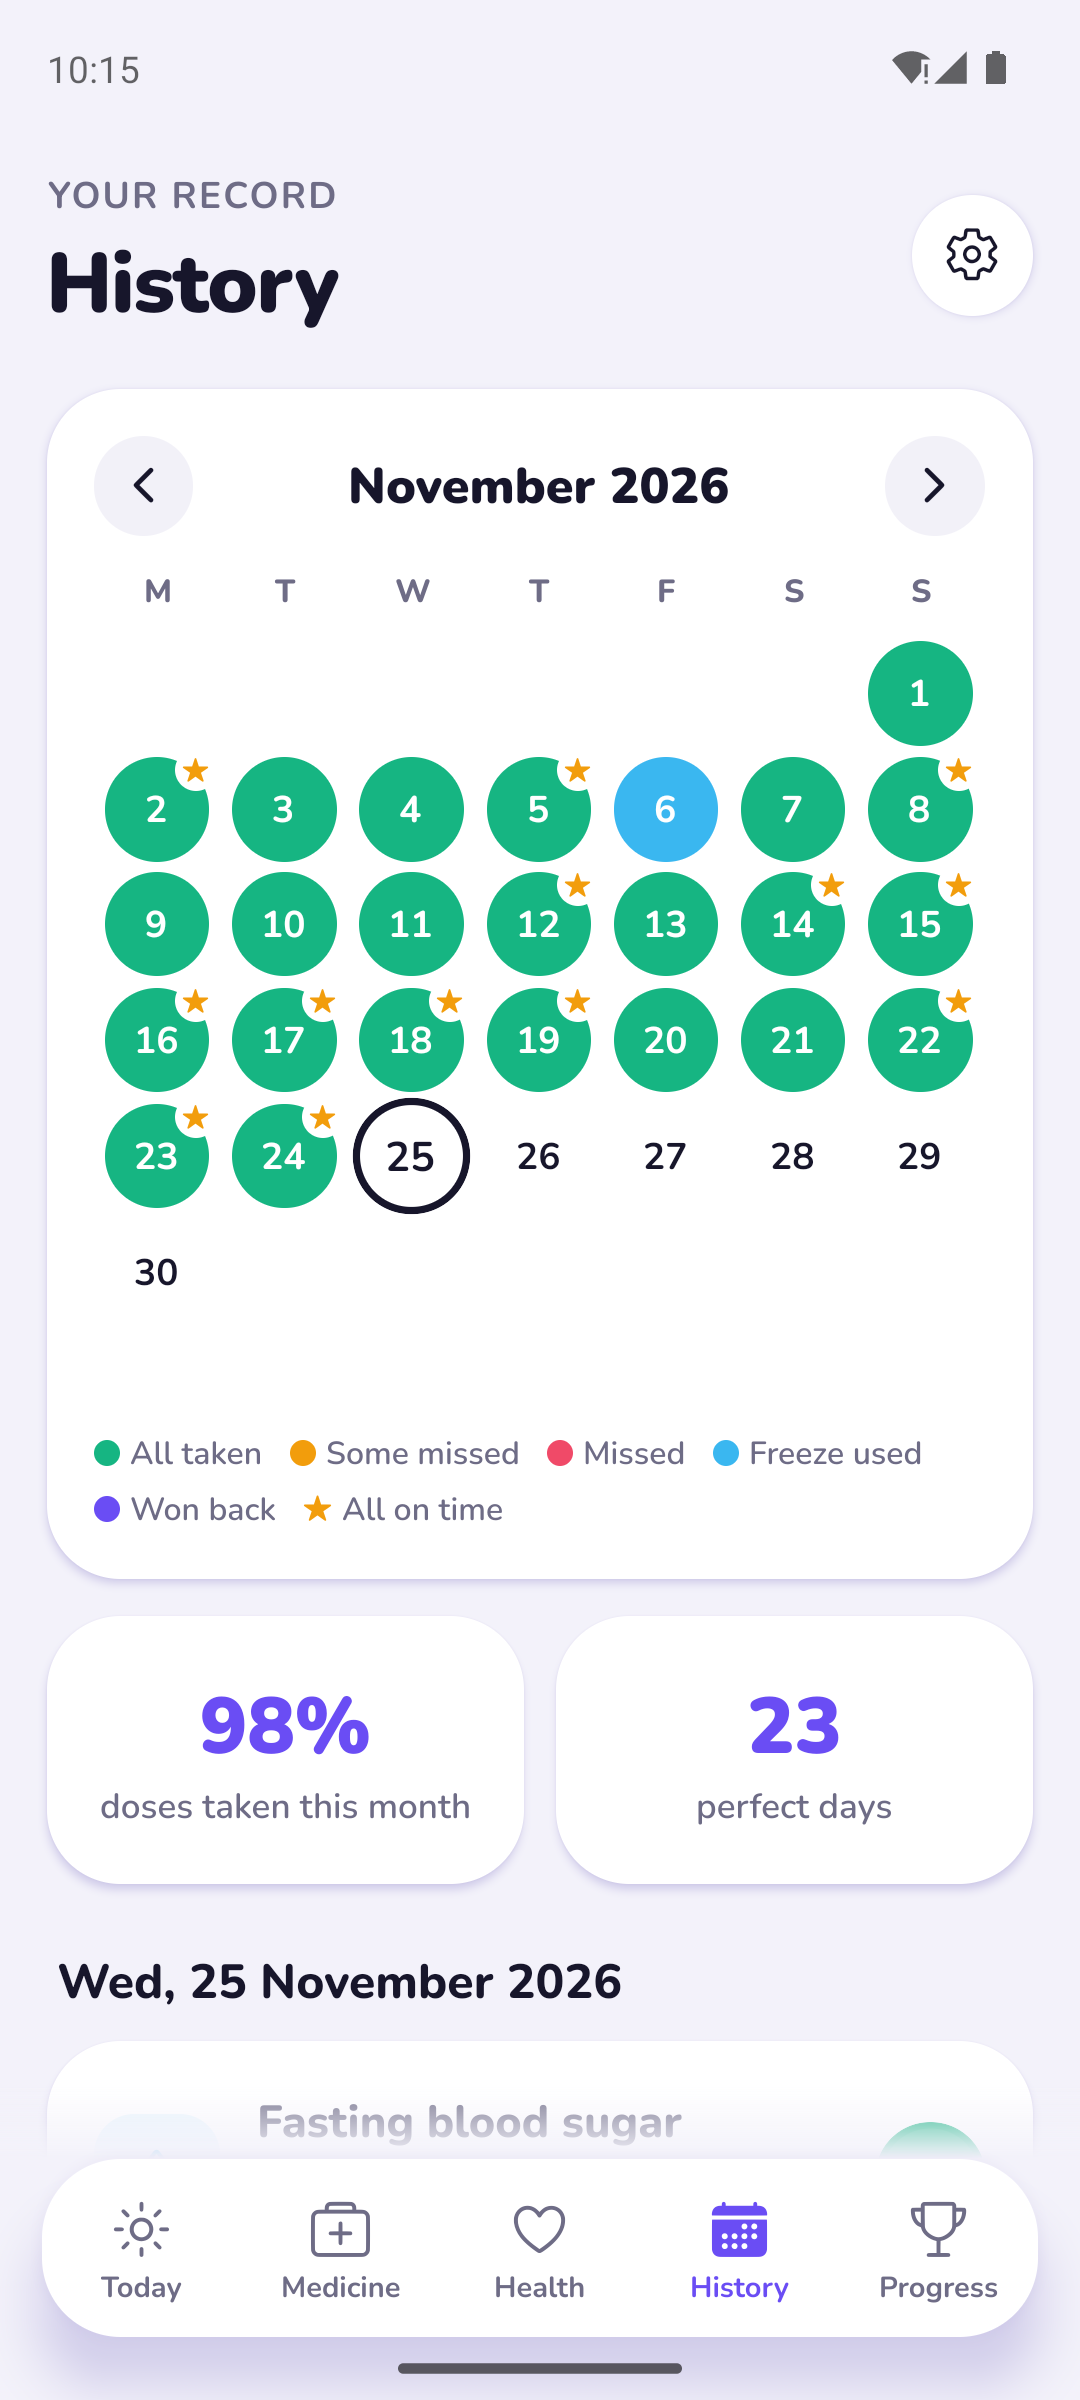 10:15
YOUR RECORD
History
November 2026
M T W T F S S
1
2 3 4 5 6 7 8
9 10 11 12 13 14 15
16 17 18 19 20 21 22
23 24 25 26 27 28 29
30
All taken Some missed Missed Freeze used
Won back All on time
98% 23
doses taken this month perfect days
Wed, 25 November 2026
Fasting blood sugar
Today Medicine Health History Progress